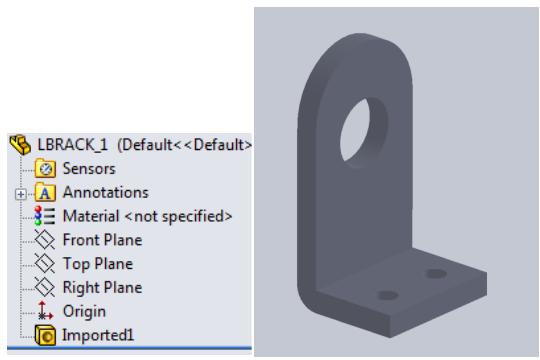 LBRACK_1 (Default<<Default>
Sensors
A Annotations
Material <not specified>
Front Plane
Top Plane
Right Plane
Origin
Imported1